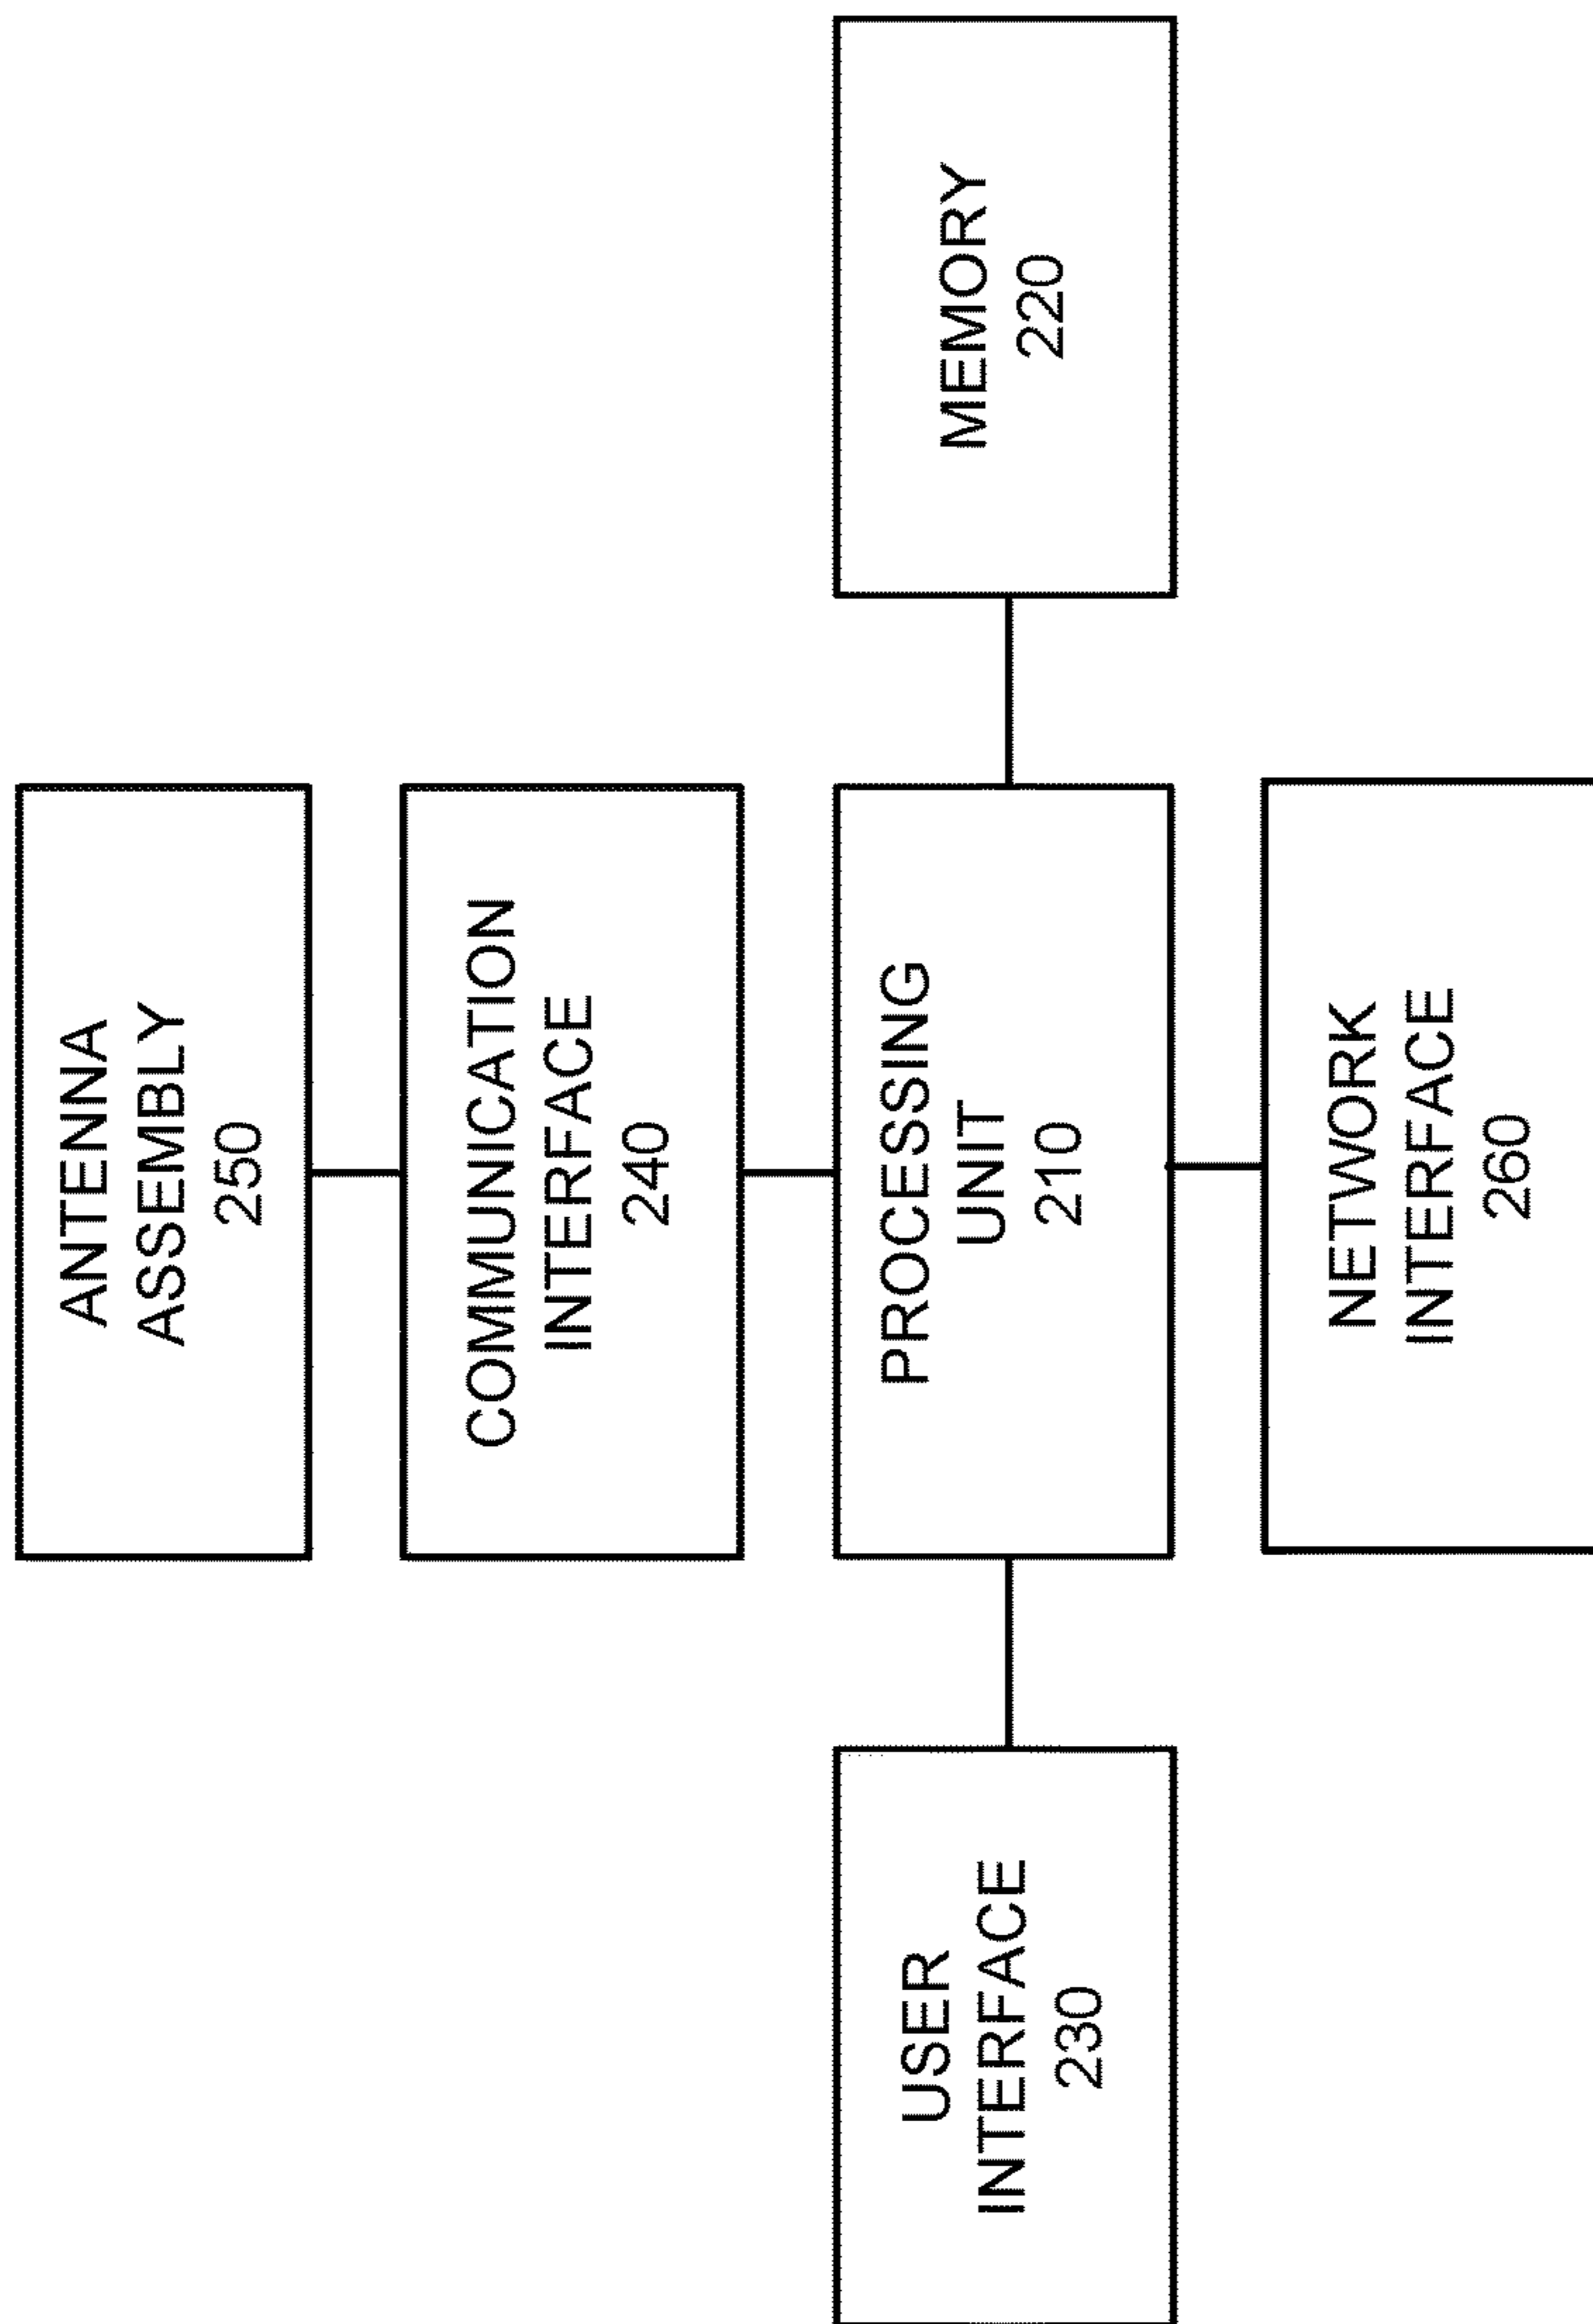 ANTENNA
ASSEMBLY
250
COMMUNICATION
INTERFACE
240
USER
INTERFACE
230
PROCESSING
UNIT
210
MEMORY
220
NETWORK
INTERFACE
260